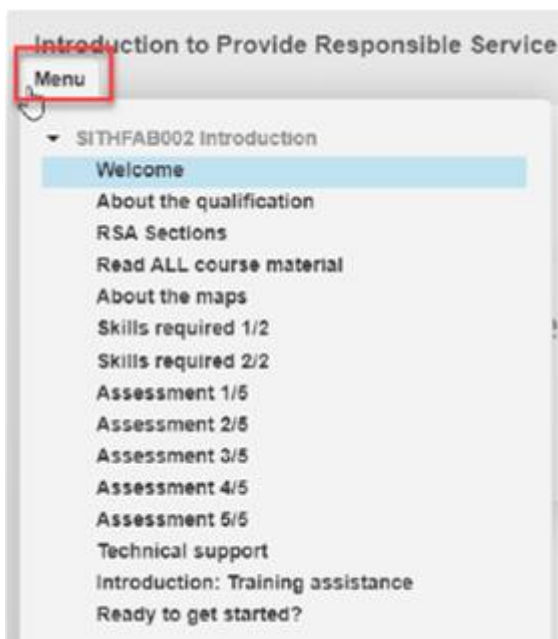 Introduction to Provide Responsible Service
Menu
SITHFAB002 Introduction
Welcome
About the qualification
RSA Sections
Read ALL course material
About the maps
Skills required 1/2
Skills required 2/2
Assessment 1/5
Assessment 2/5
Assessment 3/5
Assessment 4/5
Assessment 5/5
Technical support
Introduction: Training assistance
Ready to get started?